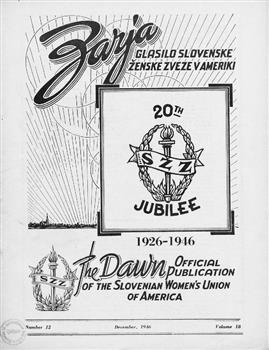 Zarja
GLASILO SLOVENSKE
ŽENSKE ZVEZE V AMERIKI
20TH
SŽZ
JUBILEE
1926-1946
The Dawn OFFICIAL
PUBLICATION
OF THE SLOVENIAN WOMEN'S UNION
OF AMERICA
SŽZ
Number 12 December, 1946 Volume 18